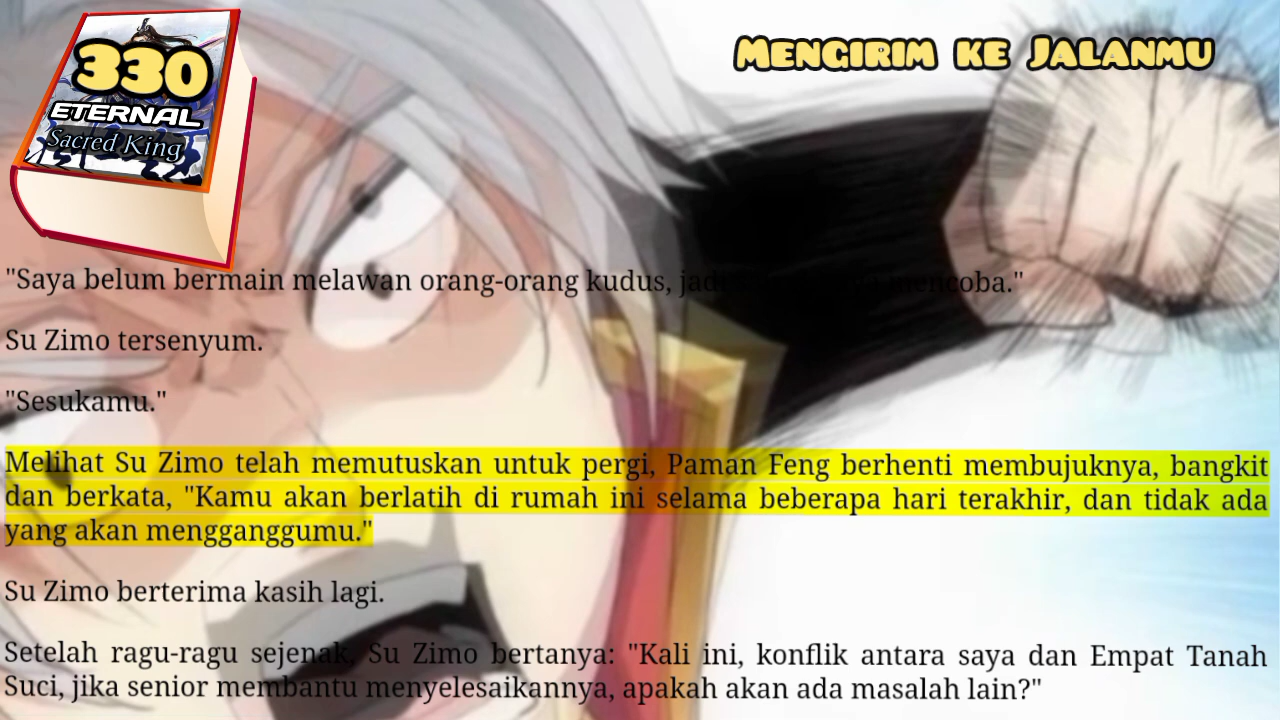 330
ETERNAL
Sacred King
Mengirim ke Jalanmu
"Saya belum bermain melawan orang-orang kudus, mencoba."
Su Zimo tersenyum.
"Sesukamu."
Melihat Su Zimo telah memutuskan untuk pergi, Paman Feng berhenti membujuknya, bangkit
dan berkata, "Kamu akan berlatih di rumah ini selama beberapa hari terakhir, dan tidak ada
yang akan mengganggumu."
Su Zimo berterima kasih lagi.
Setelah ragu-ragu sejenak, Su Zimo bertanya: "Kali ini, konflik antara saya dan Empat Tanah
Suci, jika senior membantu menyelesaikannya, apakah akan ada masalah lain?"